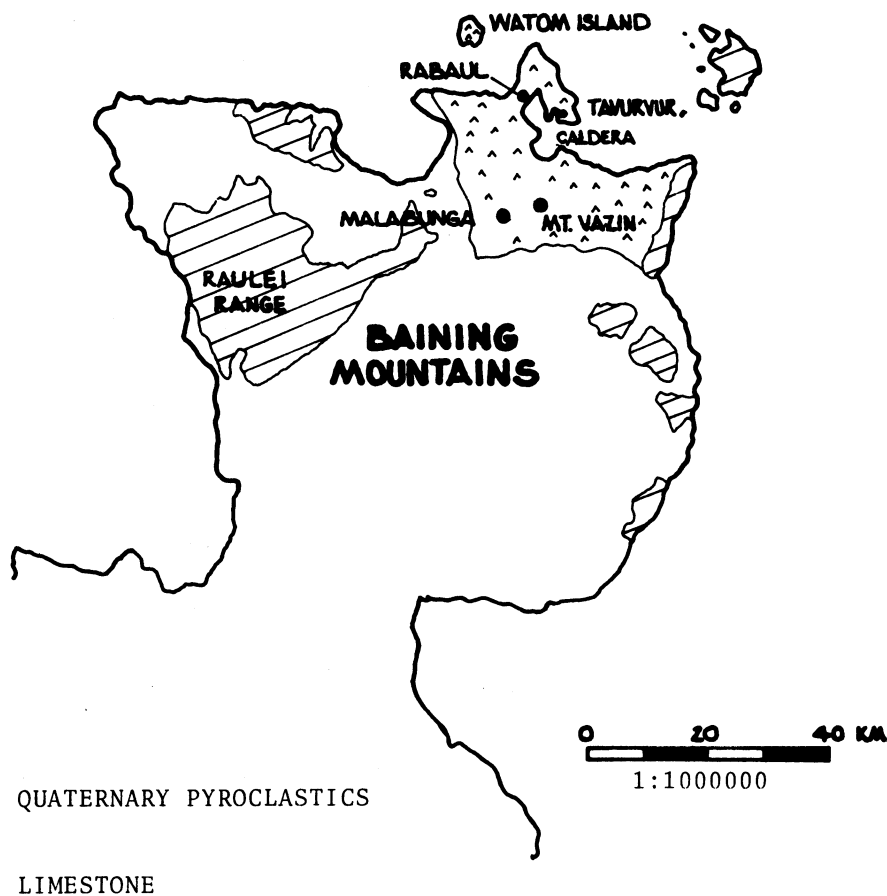 WATOM ISLAND
RABAUL
TAVURVUR.
CALDERA
MALABUNGA
MT. VAZIN
RAULEI
RANGE
BAINING
MOUNTAINS
0 20 40 KM
1:1000000
QUATERNARY PYROCLASTICS
LIMESTONE